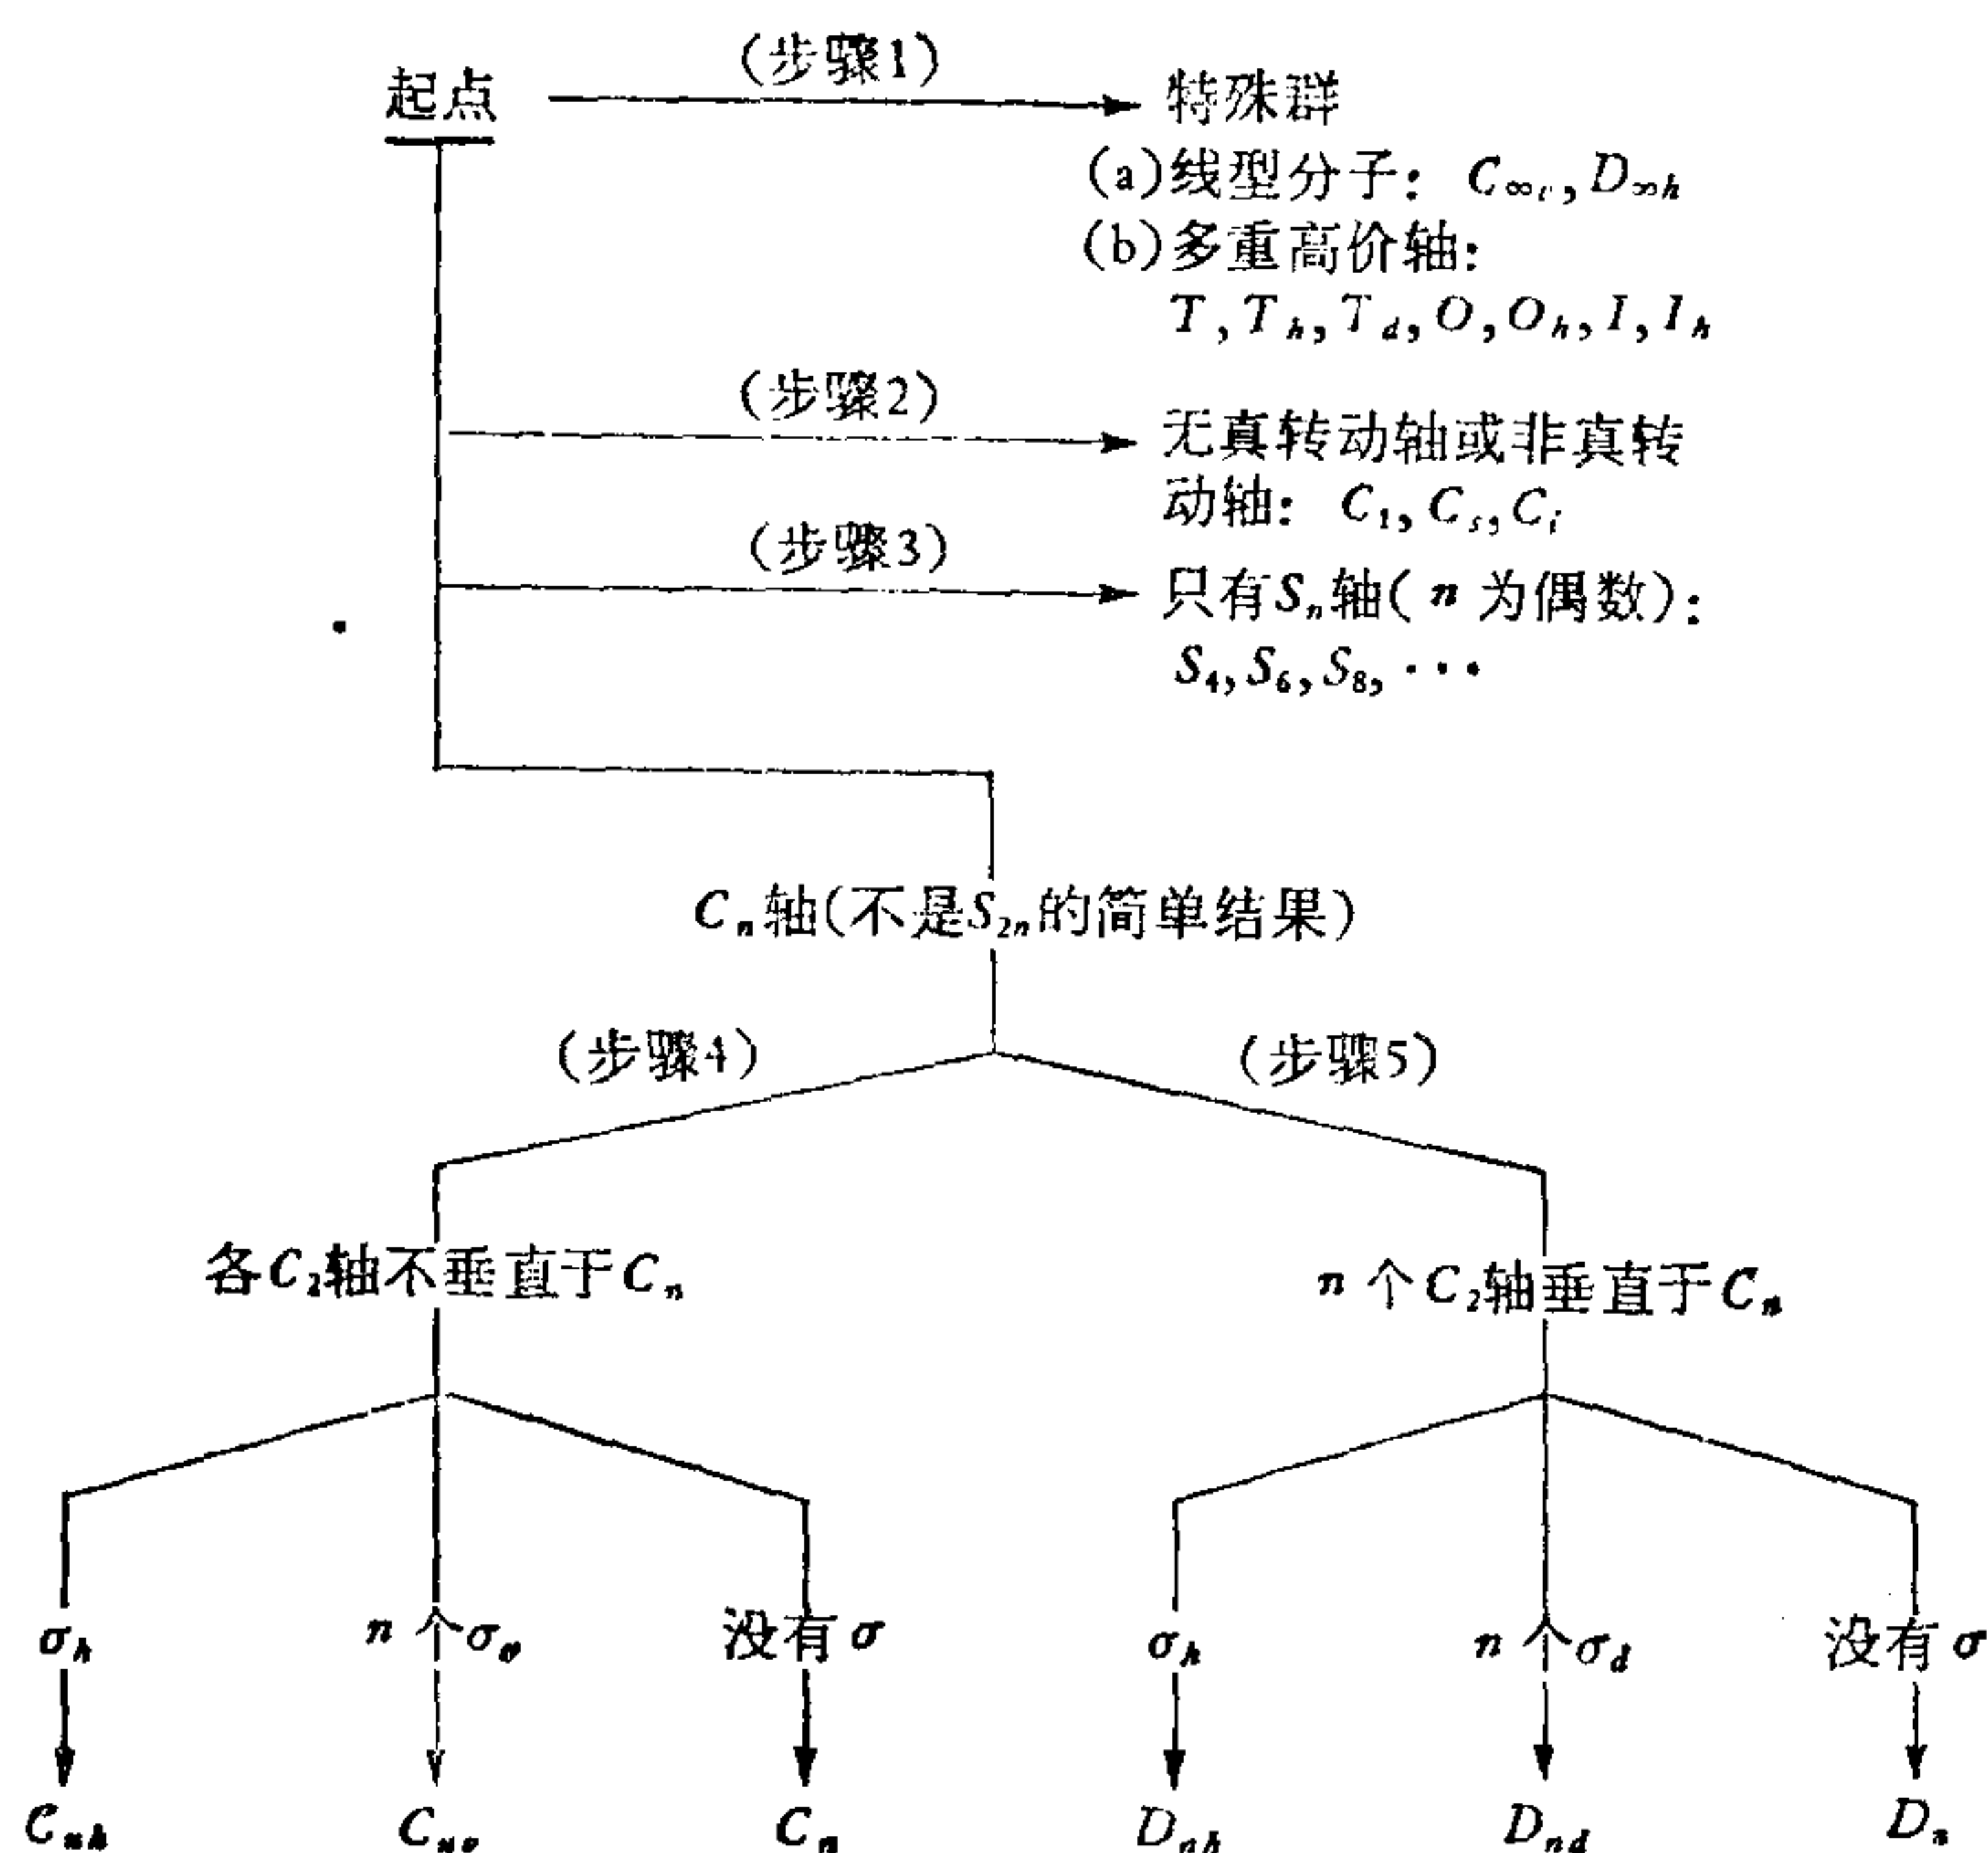 起点
(步骤1)
特殊群
(a)线型分子: C∞v, D∞h
(b)多重高价轴:
T, Th, Td, O, Oh, I, Ih
(步骤2)
无真转动轴或非真转
动轴: C1, Cs, Ci
(步骤3)
只有Sn轴(n为偶数):
S4, S6, S8, ···
Cn轴(不是S2n的简单结果)
(步骤4)
(步骤5)
各C2轴不垂直于Cn
n个C2轴垂直于Cn
σh
n个σv
没有σ
σh
n个σd
没有σ
Cnh
Cnv
Cn
Dnh
Dnd
Dn